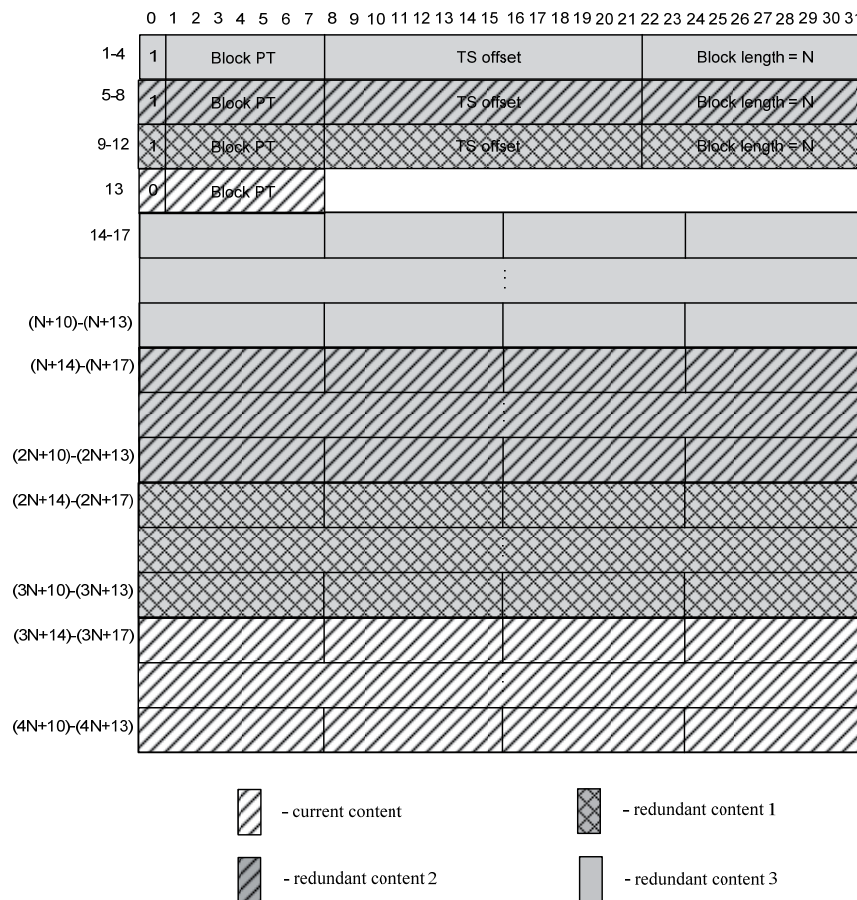 0 1 2 3 4 5 6 7 8 9 10 11 12 13 14 15 16 17 18 19 20 21 22 23 24 25 26 27 28 29 30 31
1-4 1 Block PT TS offset Block length = N
5-8 1 Block PT TS offset Block length = N
9-12 1 Block PT TS offset Block length = N
13 0 Block PT
14-17
(N+10)-(N+13)
(N+14)-(N+17)
(2N+10)-(2N+13)
(2N+14)-(2N+17)
(3N+10)-(3N+13)
(3N+14)-(3N+17)
(4N+10)-(4N+13)
- current content - redundant content 1
- redundant content 2 - redundant content 3